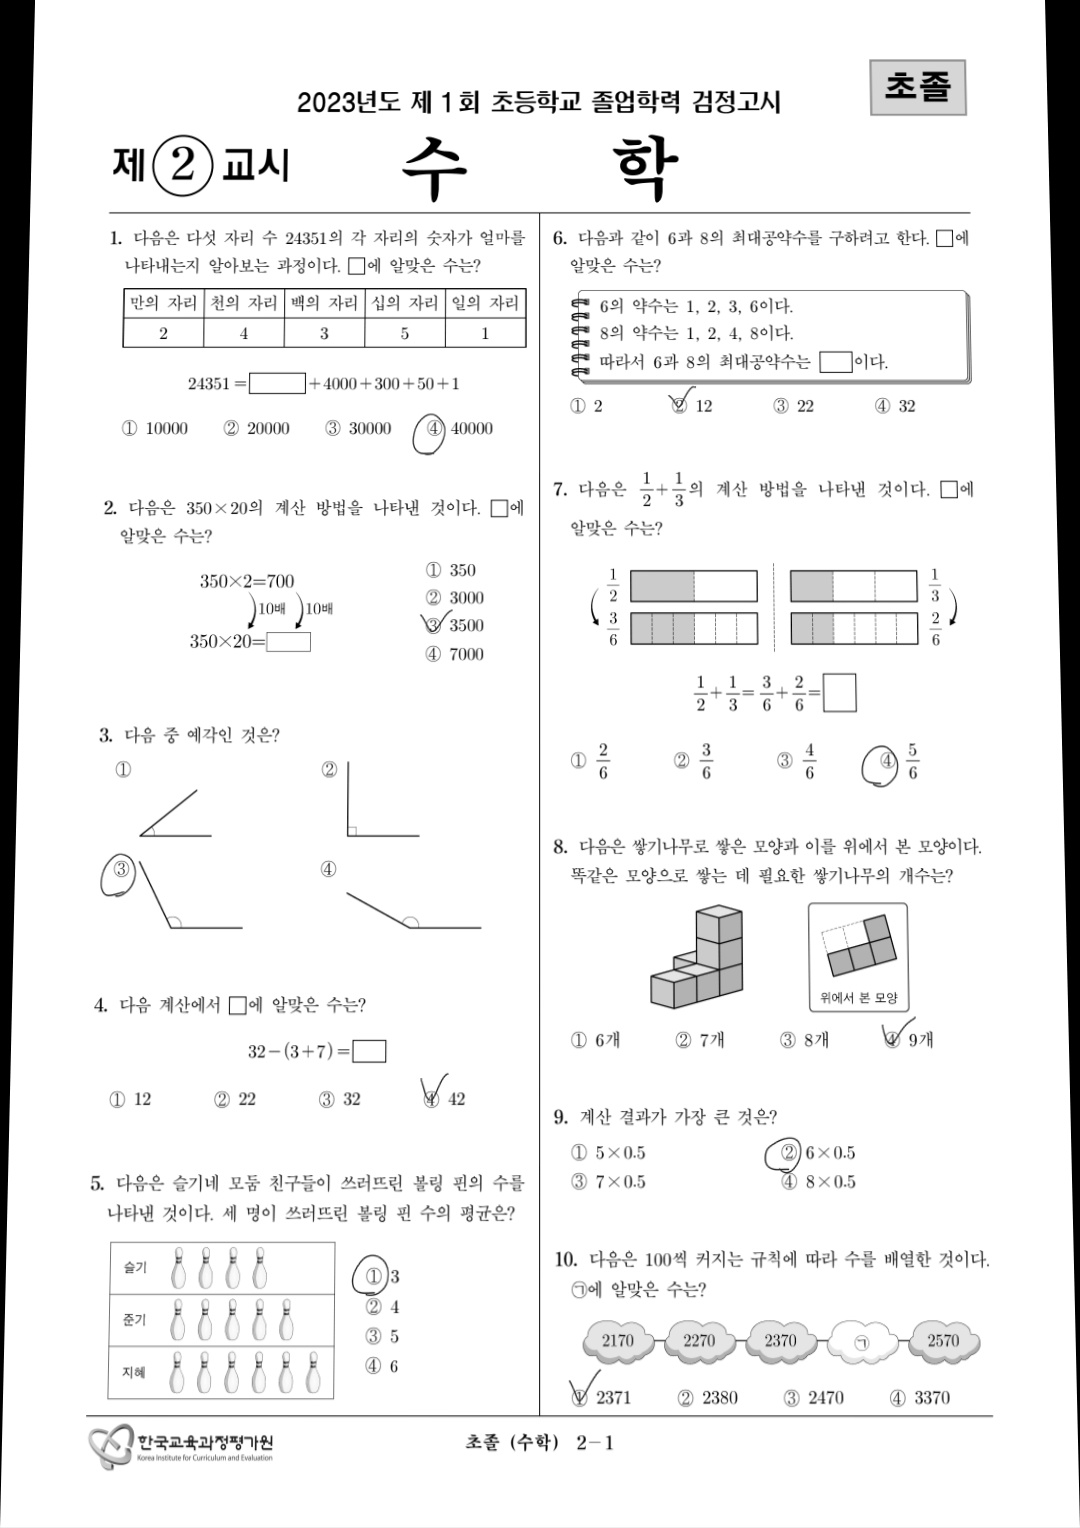 초졸
2023년도 제 1 회 초등학교 졸업학력 검정고시
제 2 교시 수 학
1. 다음은 다섯 자리 수 24351의 각 자리의 숫자가 얼마를
나타내는지 알아보는 과정이다. □에 알맞은 수는?
만의 자리 천의 자리 백의 자리 십의 자리 일의 자리
2 4 3 5 1
24351 = □ + 4000 + 300 + 50 + 1
① 10000 ② 20000 ③ 30000 ④ 40000
2. 다음은 350×20의 계산 방법을 나타낸 것이다. □에
알맞은 수는?
350×2=700
10배 10배
350×20=□
① 350
② 3000
③ 3500
④ 7000
3. 다음 중 예각인 것은?
① ②
③ ④
4. 다음 계산에서 □에 알맞은 수는?
32-(3+7)=□
① 12 ② 22 ③ 32 ④ 42
5. 다음은 슬기네 모둠 친구들이 쓰러뜨린 볼링 핀의 수를
나타낸 것이다. 세 명이 쓰러뜨린 볼링 핀 수의 평균은?
슬기
준기
지혜
① 3
② 4
③ 5
④ 6
6. 다음과 같이 6과 8의 최대공약수를 구하려고 한다. □에
알맞은 수는?
6의 약수는 1, 2, 3, 6이다.
8의 약수는 1, 2, 4, 8이다.
따라서 6과 8의 최대공약수는 □이다.
① 2 ② 12 ③ 22 ④ 32
7. 다음은 1/2+1/3의 계산 방법을 나타낸 것이다. □에
알맞은 수는?
1/2 1/3
3/6 2/6
1/2+1/3=3/6+2/6=□
① 2/6 ② 3/6 ③ 4/6 ④ 5/6
8. 다음은 쌓기나무로 쌓은 모양과 이를 위에서 본 모양이다.
똑같은 모양으로 쌓는 데 필요한 쌓기나무의 개수는?
위에서 본 모양
① 6개 ② 7개 ③ 8개 ④ 9개
9. 계산 결과가 가장 큰 것은?
① 5×0.5 ② 6×0.5
③ 7×0.5 ④ 8×0.5
10. 다음은 100씩 커지는 규칙에 따라 수를 배열한 것이다.
㉠에 알맞은 수는?
2170 2270 2370 ㉠ 2570
① 2371 ② 2380 ③ 2470 ④ 3370
한국교육과정평가원
Korea Institute for Curriculum and Evaluation
초졸 (수학) 2-1